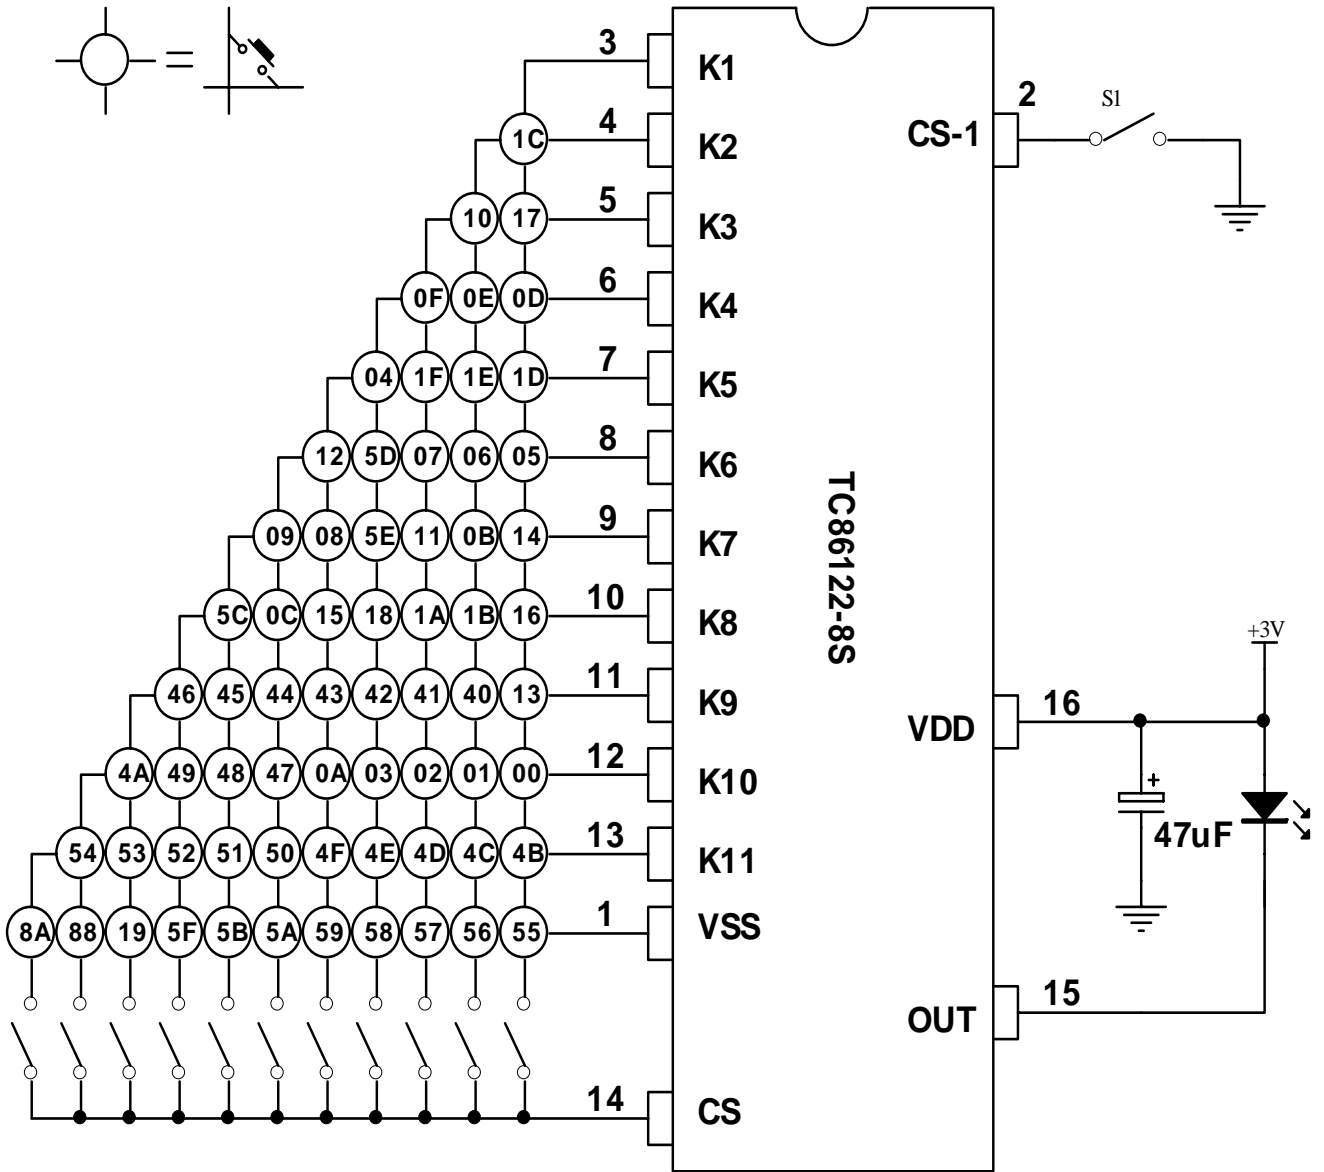 3 K1
2 S1
1C 4 K2 CS-1
10 17 5 K3
0F 0E 0D 6 K4
04 1F 1E 1D 7 K5
12 5D 07 06 05 8 K6
TC86122-8S
09 08 5E 11 0B 14 9 K7
5C 0C 15 18 1A 1B 16 10 K8
+3V
46 45 44 43 42 41 40 13 11 K9
VDD 16
4A 49 48 47 0A 03 02 01 00 12 K10
+
47uF
54 53 52 51 50 4F 4E 4D 4C 4B 13 K11
8A 88 19 5F 5B 5A 59 58 57 56 55 1 VSS
OUT 15
14 CS